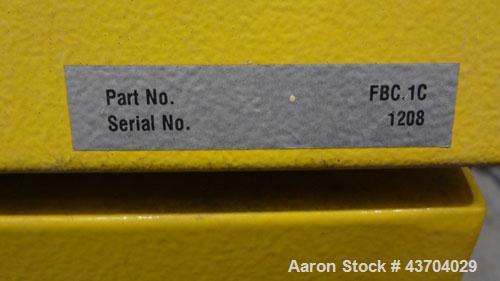 Part No. FBC.1C
Serial No. 1208
Aaron Stock # 43704029